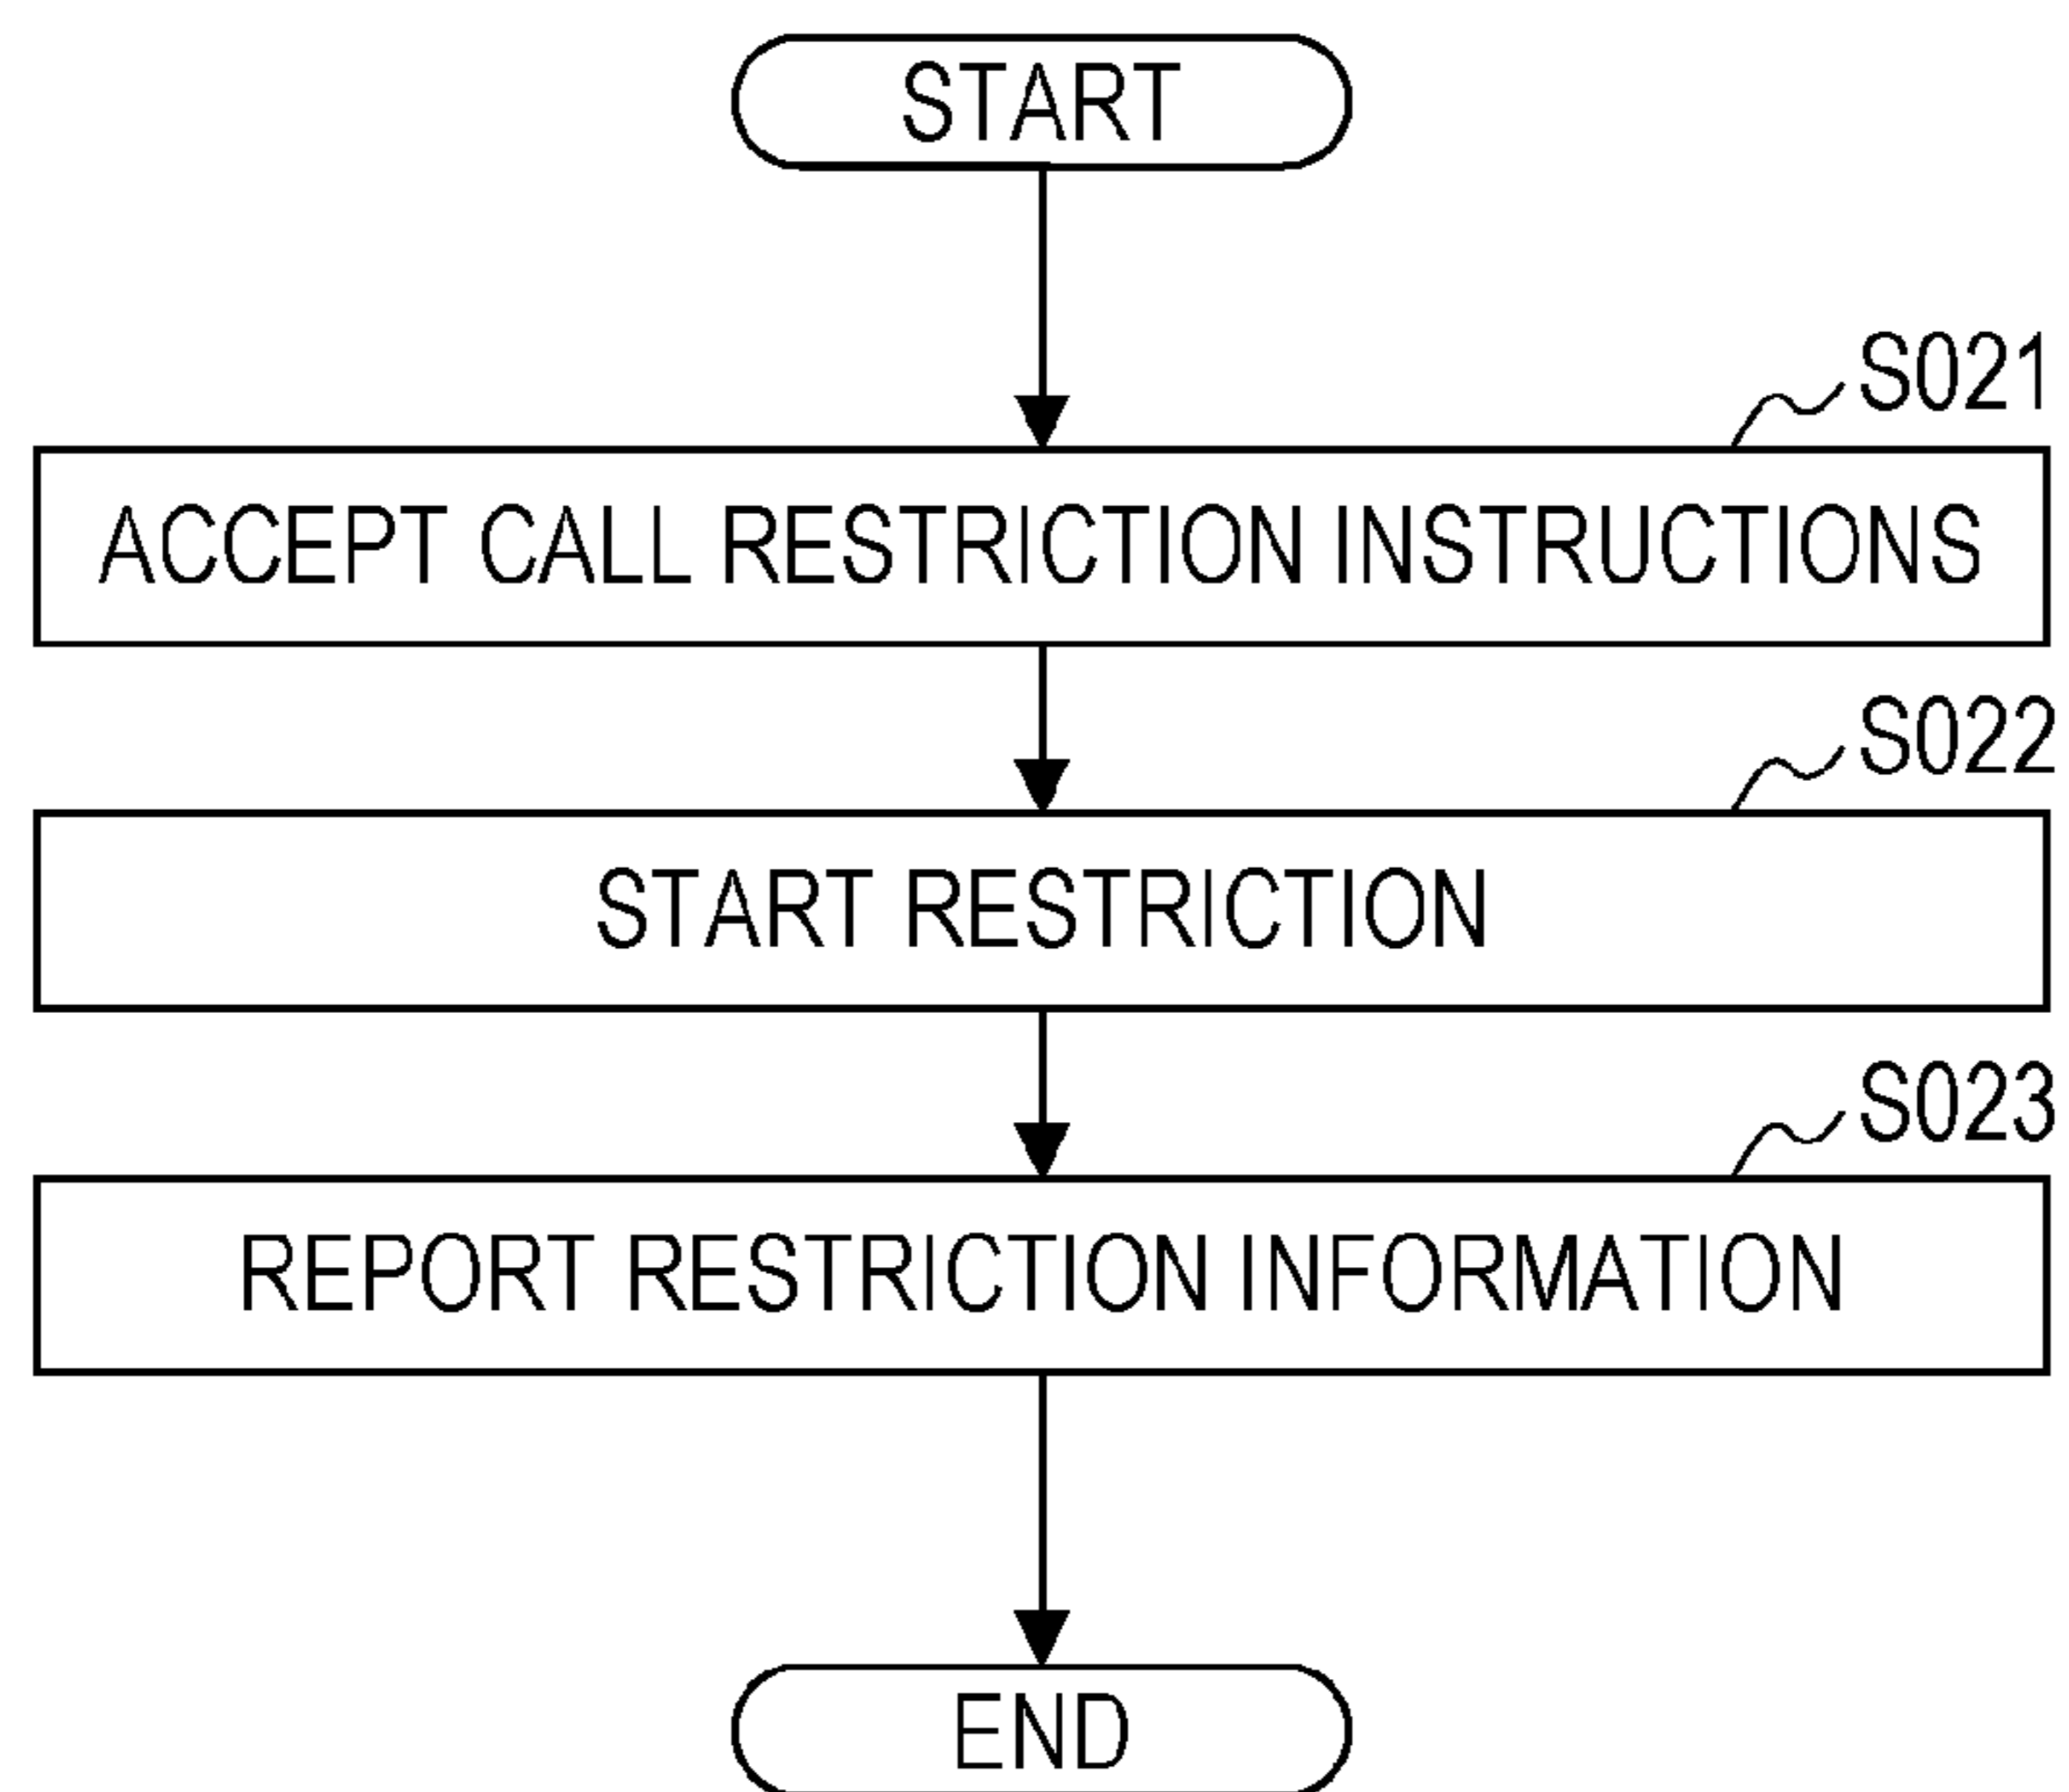 START
S021
ACCEPT CALL RESTRICTION INSTRUCTIONS
S022
START RESTRICTION
S023
REPORT RESTRICTION INFORMATION
END